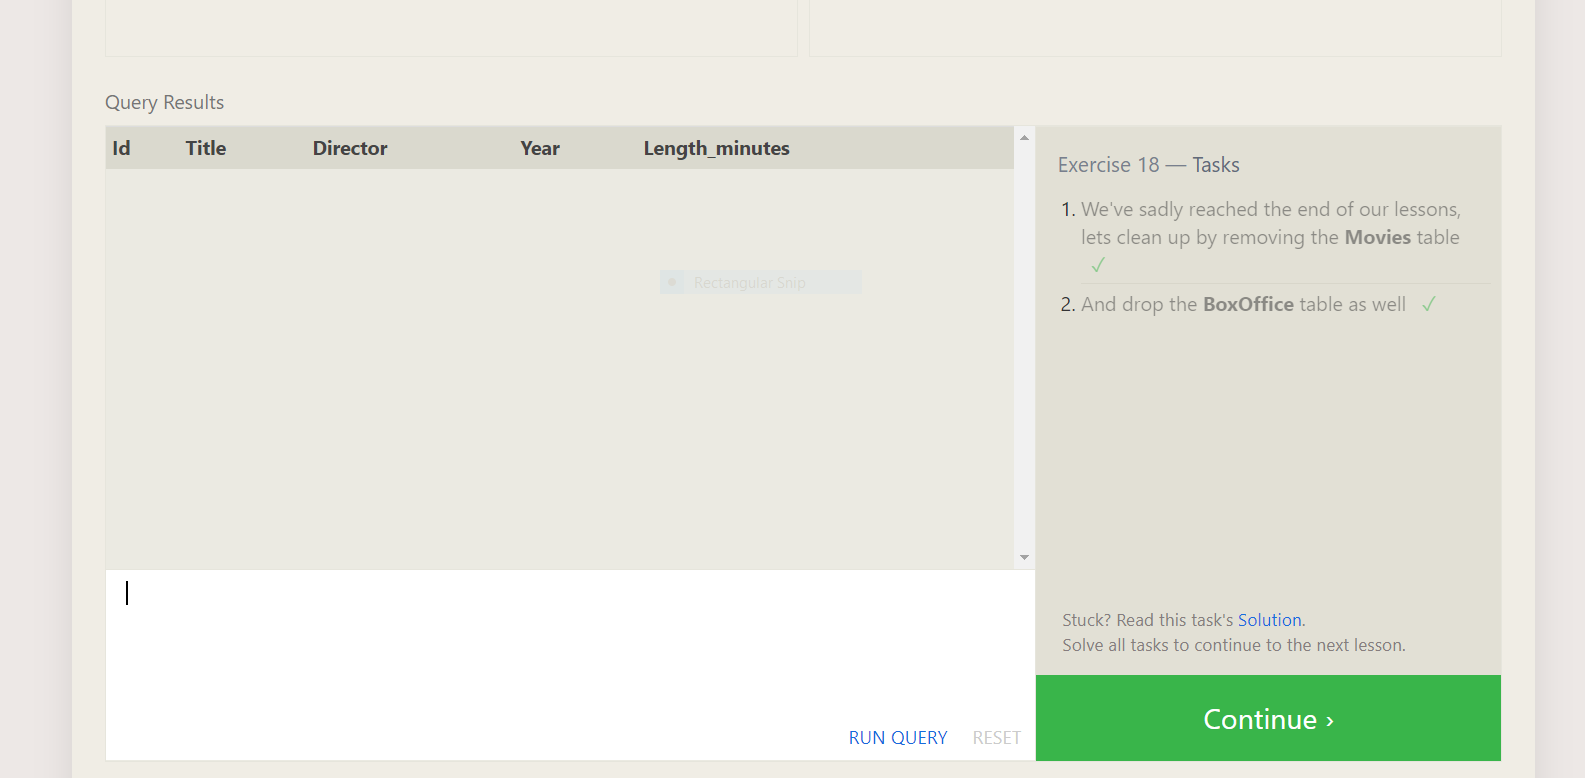 Query Results
Id Title Director Year Length_minutes
Rectangular Snip
Exercise 18 — Tasks
1. We've sadly reached the end of our lessons,
lets clean up by removing the Movies table
✓
2. And drop the BoxOffice table as well ✓
Stuck? Read this task's Solution.
Solve all tasks to continue to the next lesson.
RUN QUERY RESET
Continue ›